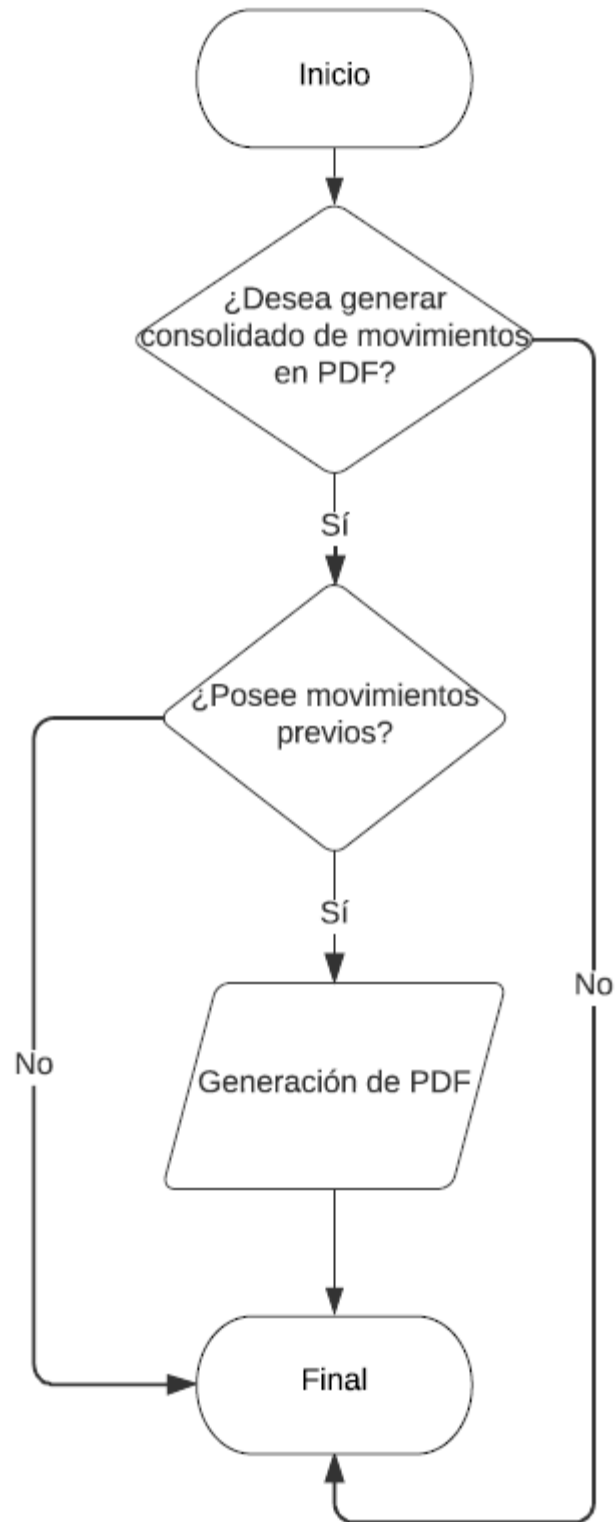 Inicio
¿Desea generar
consolidado de movimientos
en PDF?
Sí
¿Posee movimientos
previos?
Sí
No
No
Generación de PDF
Final